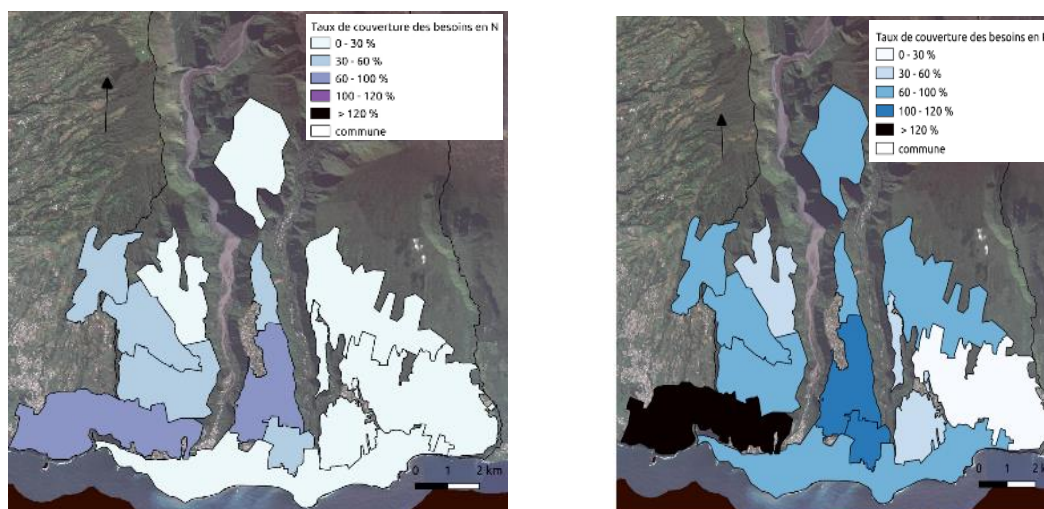 Taux de couverture des besoins en N
0 - 30 %
30 - 60 %
60 - 100 %
100 - 120 %
> 120 %
commune
0 1 2 km
Taux de couverture des besoins en
0 - 30 %
30 - 60 %
60 - 100 %
100 - 120 %
> 120 %
commune
0 1 2 km